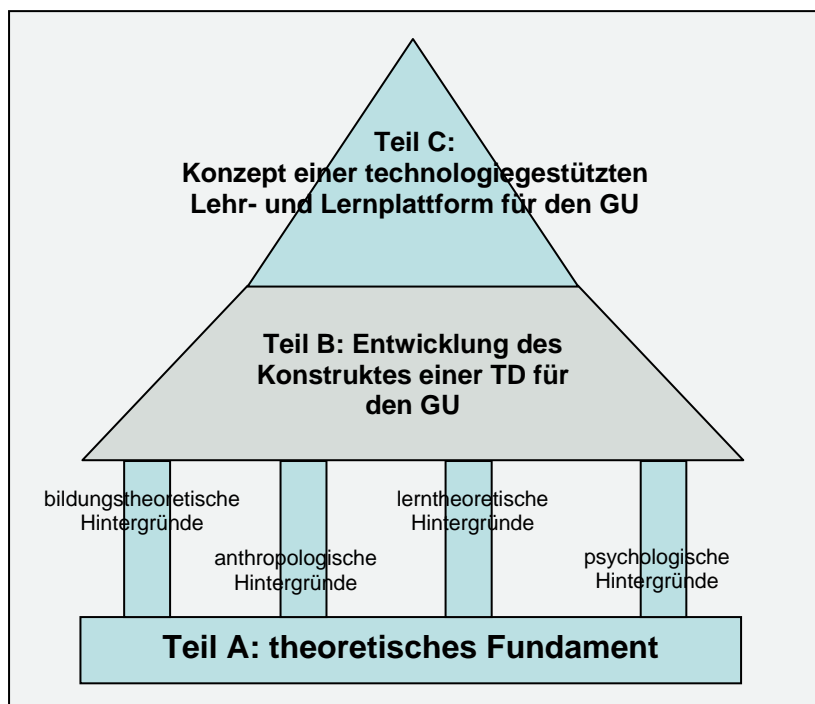 Teil C:
Konzept einer technologiegestützten
Lehr- und Lernplattform für den GU
Teil B: Entwicklung des
Konstruktes einer TD für
den GU
bildungstheoretische
Hintergründe
anthropologische
Hintergründe
lerntheoretische
Hintergründe
psychologische
Hintergründe
Teil A: theoretisches Fundament